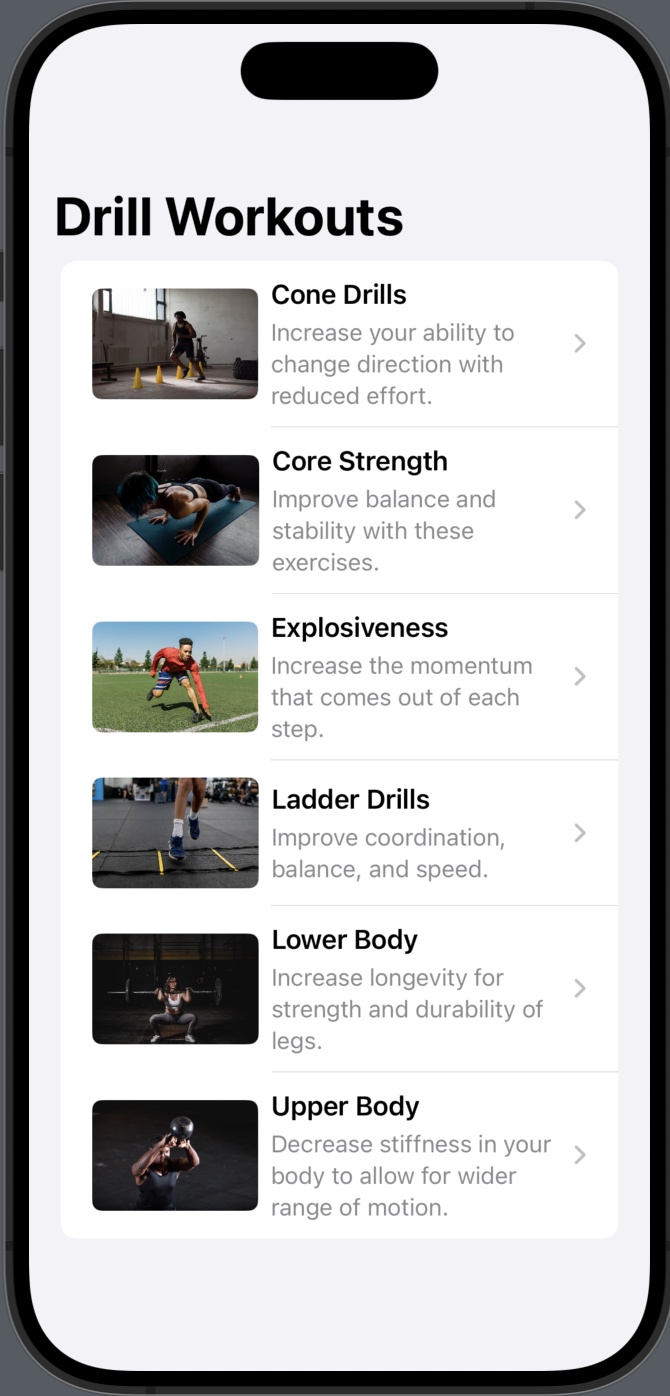 Drill Workouts
Cone Drills
Increase your ability to
change direction with
reduced effort.
Core Strength
Improve balance and
stability with these
exercises.
Explosiveness
Increase the momentum
that comes out of each
step.
Ladder Drills
Improve coordination,
balance, and speed.
Lower Body
Increase longevity for
strength and durability of
legs.
Upper Body
Decrease stiffness in your
body to allow for wider
range of motion.